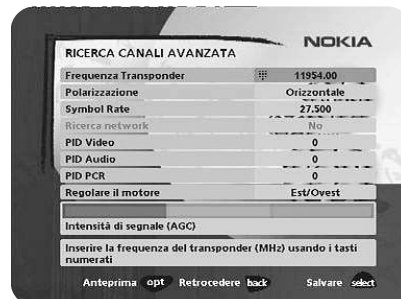 NOKIA
RICERCA CANALI AVANZATA
Frequenza Transponder 11954.00
Polarizzazione Orizzontale
Symbol Rate 27.500
Ricerca network No
PID Video 0
PID Audio 0
PID PCR 0
Regolare il motore Est/Ovest
Intensitá di segnale (AGC)
Inserire la frequenza del transponder (MHz) usando i tasti
numerati
Anteprima opt Retrocedere back Salvare select